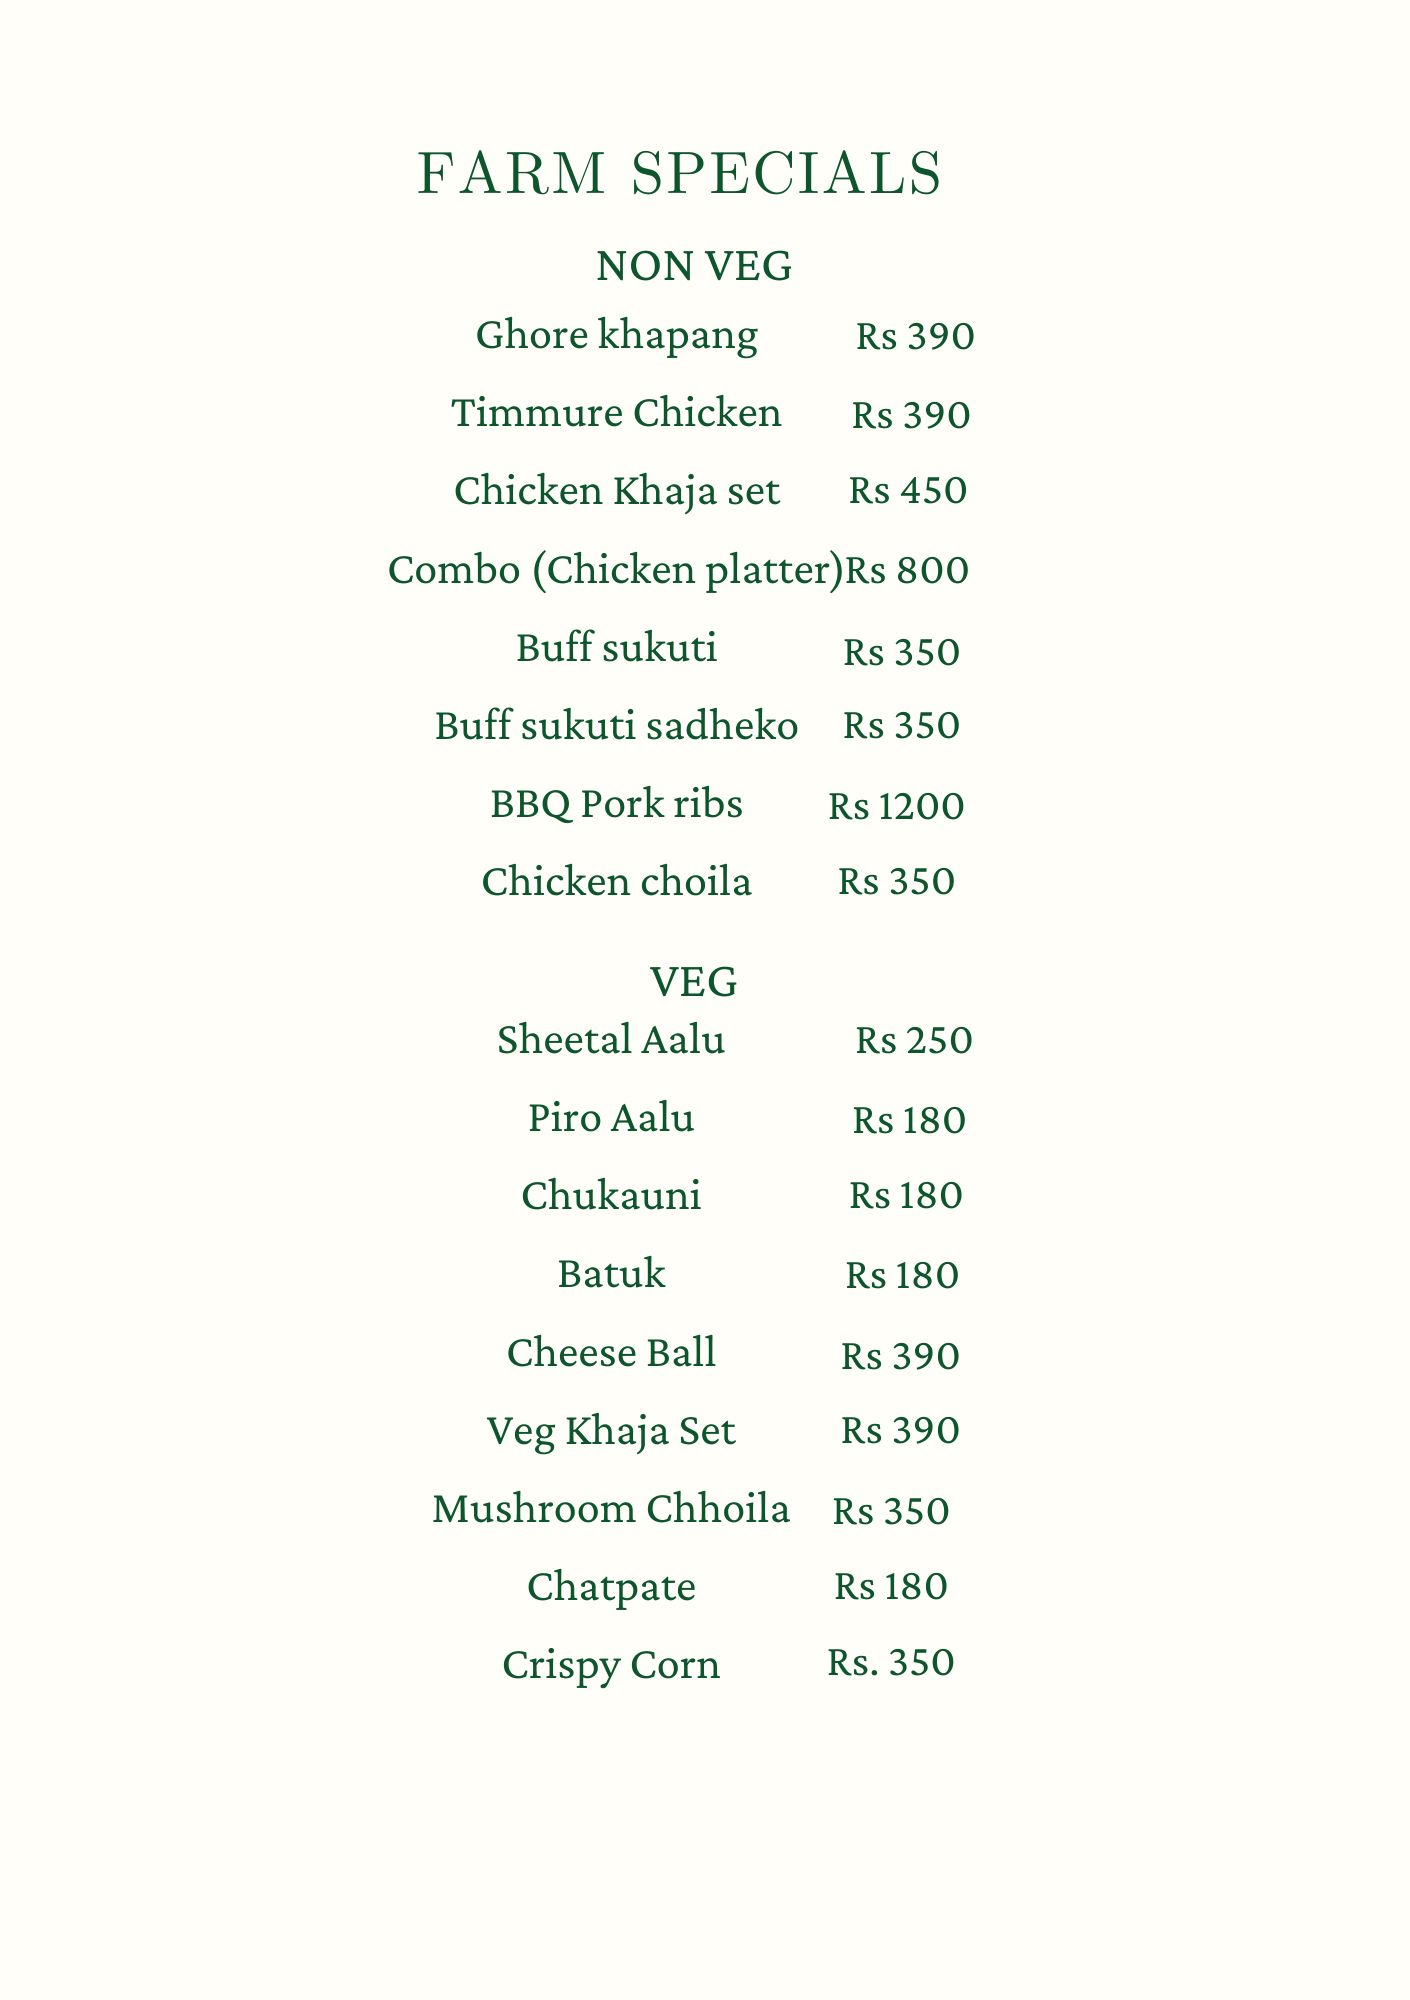 FARM SPECIALS
NON VEG
Ghore khapang Rs 390
Timmure Chicken Rs 390
Chicken Khaja set Rs 450
Combo (Chicken platter)Rs 800
Buff sukuti Rs 350
Buff sukuti sadheko Rs 350
BBQ Pork ribs Rs 1200
Chicken choila Rs 350
VEG
Sheetal Aalu Rs 250
Piro Aalu Rs 180
Chukauni Rs 180
Batuk Rs 180
Cheese Ball Rs 390
Veg Khaja Set Rs 390
Mushroom Chhoila Rs 350
Chatpate Rs 180
Crispy Corn Rs. 350